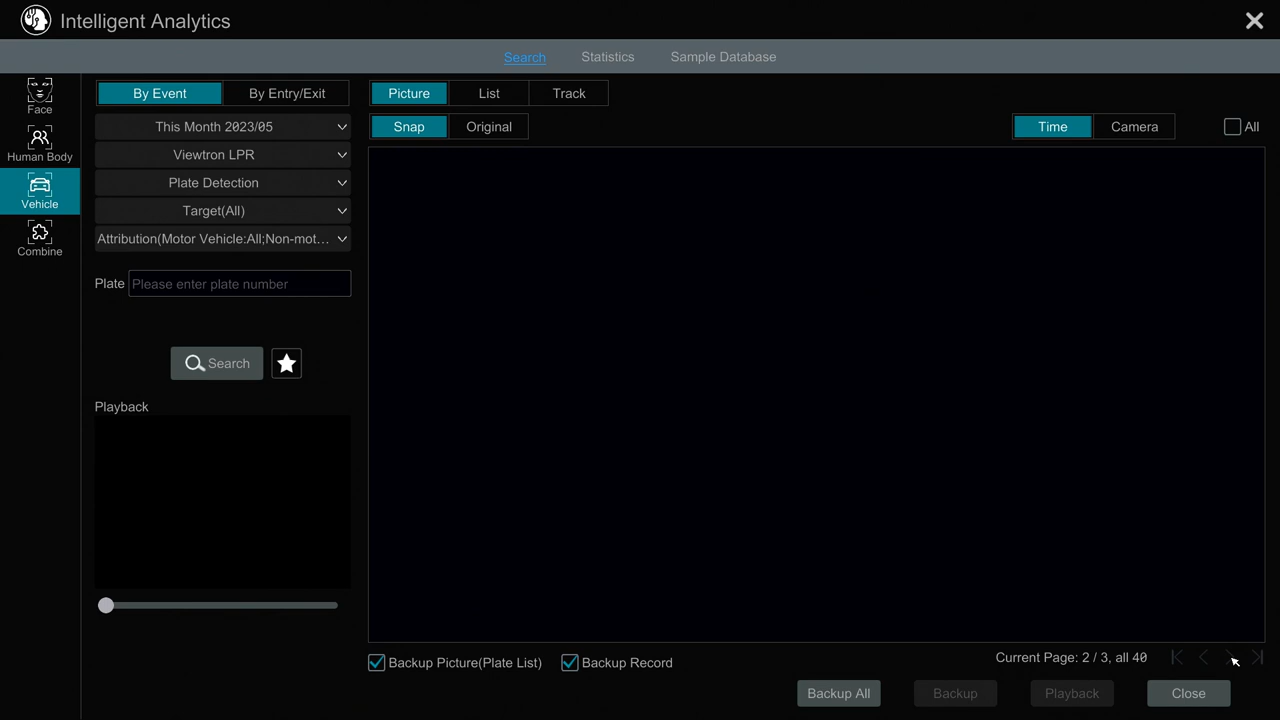 Intelligent Analytics
Search Statistics Sample Database
Face
Human Body
Vehicle
Combine
By Event By Entry/Exit
This Month 2023/05
Viewtron LPR
Plate Detection
Target(All)
Attribution(Motor Vehicle:All;Non-mot...
Plate Please enter plate number
Search
Playback
Picture List Track
Snap Original
Time Camera All
Backup Picture(Plate List) Backup Record
Current Page: 2 / 3, all 40
Backup All Backup Playback Close